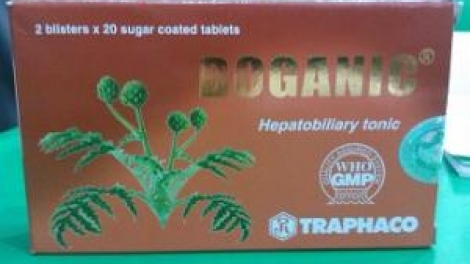 2 blisters x 20 sugar coated tablets
BOGANIC®
Hepatobiliary tonic
WHO
GMP
TRAPHACO